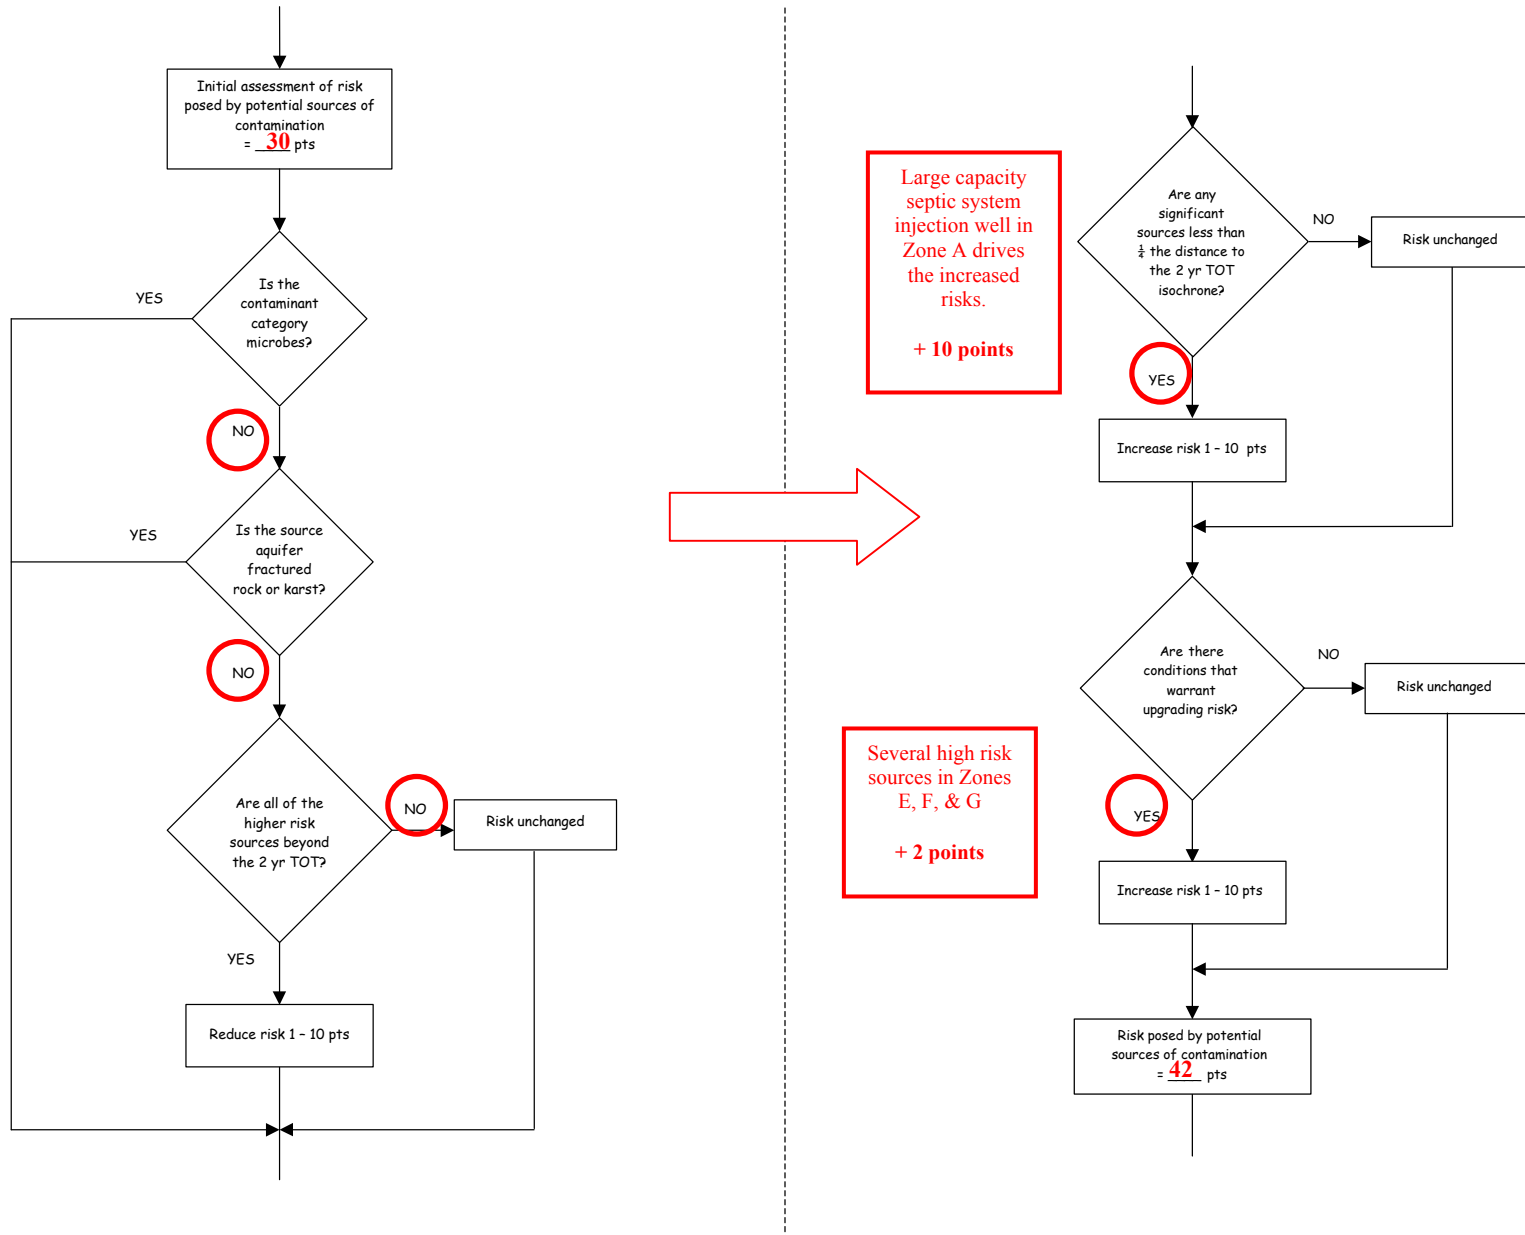 Initial assessment of risk
posed by potential sources of
contamination
= 30 pts
Is the
contaminant
category
microbes?
YES
NO
Is the source
aquifer
fractured
rock or karst?
YES
NO
Are all of the
higher risk
sources beyond
the 2 yr TOT?
NO
Risk unchanged
YES
Reduce risk 1 – 10 pts
Large capacity
septic system
injection well in
Zone A drives
the increased
risks.
+ 10 points
Are any
significant
sources less than
¼ the distance to
the 2 yr TOT
isochrone?
NO
Risk unchanged
YES
Increase risk 1 – 10 pts
Several high risk
sources in Zones
E, F, & G
+ 2 points
Are there
conditions that
warrant
upgrading risk?
NO
Risk unchanged
YES
Increase risk 1 – 10 pts
Risk posed by potential
sources of contamination
= 42 pts